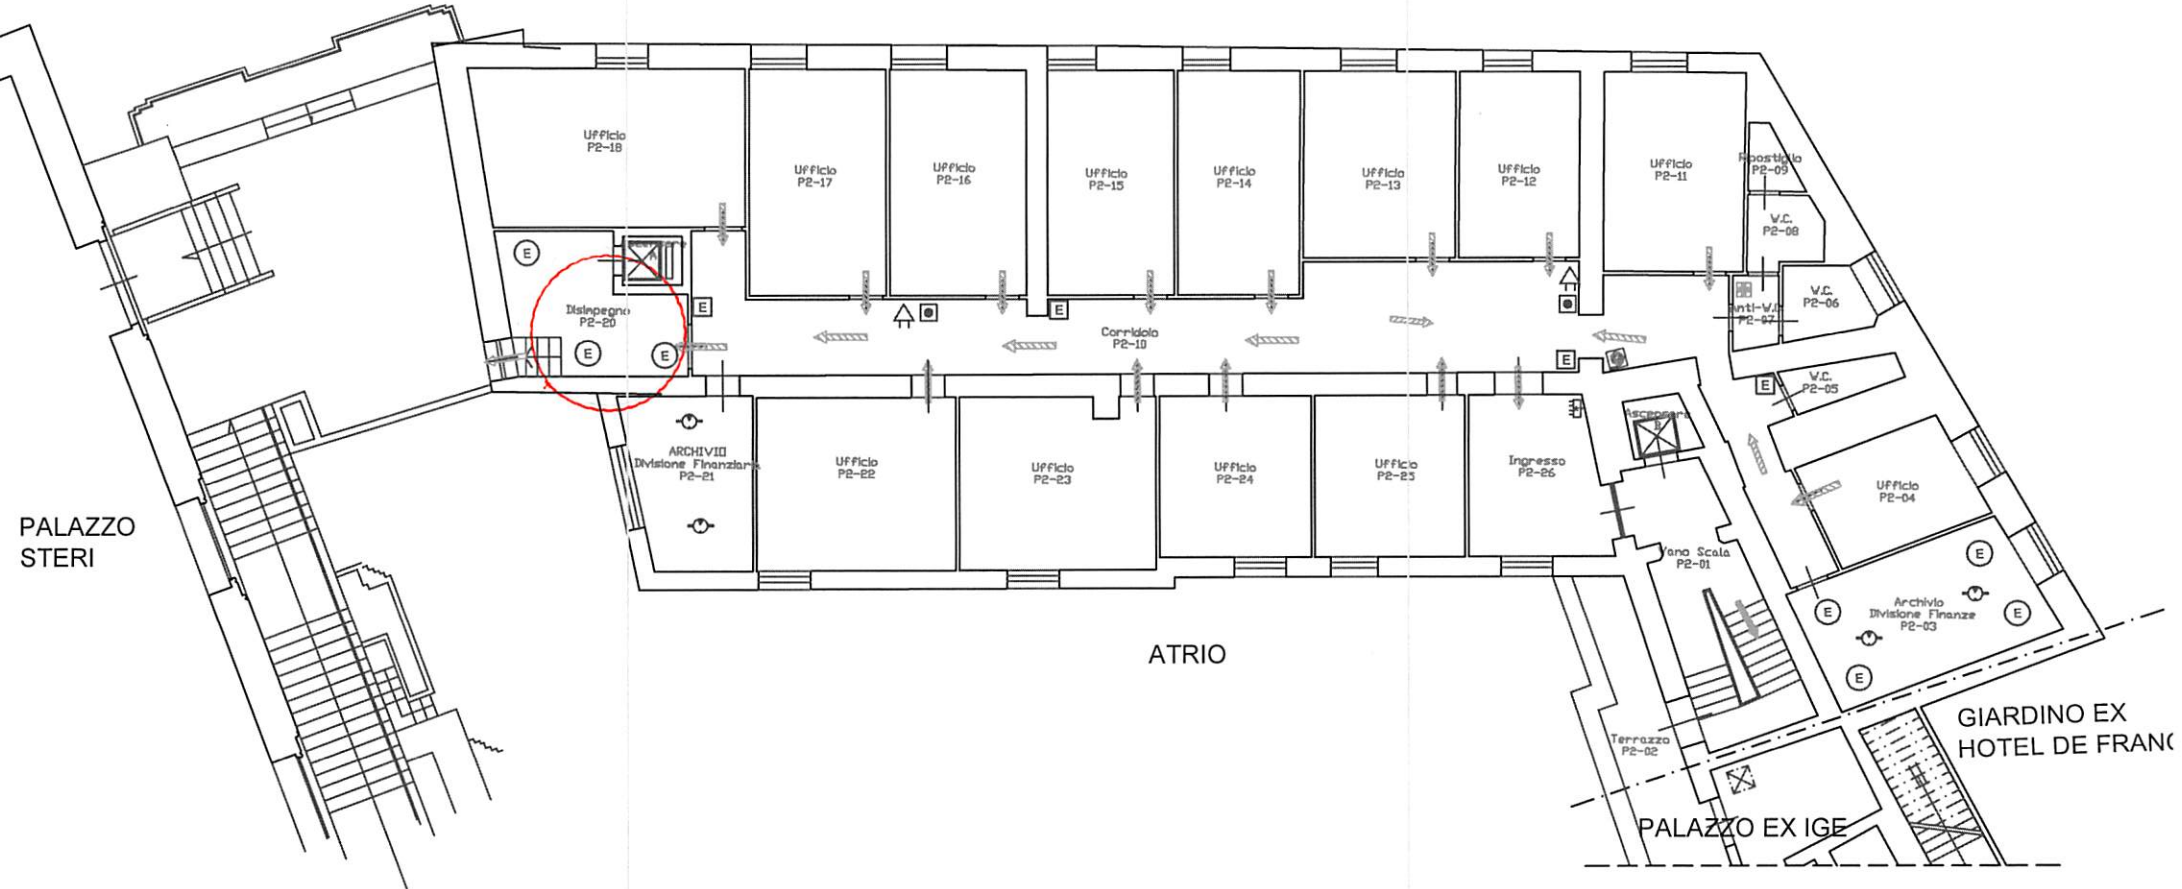 Ufficio
P2-18
Ufficio
P2-17
Ufficio
P2-16
Ufficio
P2-15
Ufficio
P2-14
Ufficio
P2-13
Ufficio
P2-12
Ufficio
P2-11
Ripostiglio
P2-09
W.C.
P2-08
W.C.
P2-06
Anti-W.C.
P2-07
W.C.
P2-05
E
Ascensore
A
Disimpegno
P2-20
E
E
E
E
E
E
Corridoio
P2-10
ARCHIVIO
Divisione Finanziaria
P2-21
Ufficio
P2-22
Ufficio
P2-23
Ufficio
P2-24
Ufficio
P2-25
Ingresso
P2-26
Ascensore
B
Ufficio
P2-04
Vano Scala
P2-01
Archivio
Divisione Finanze
P2-03
E
E
E
E
Terrazzo
P2-02
PALAZZO
STERI
ATRIO
GIARDINO EX
HOTEL DE FRANC
PALAZZO EX IGE